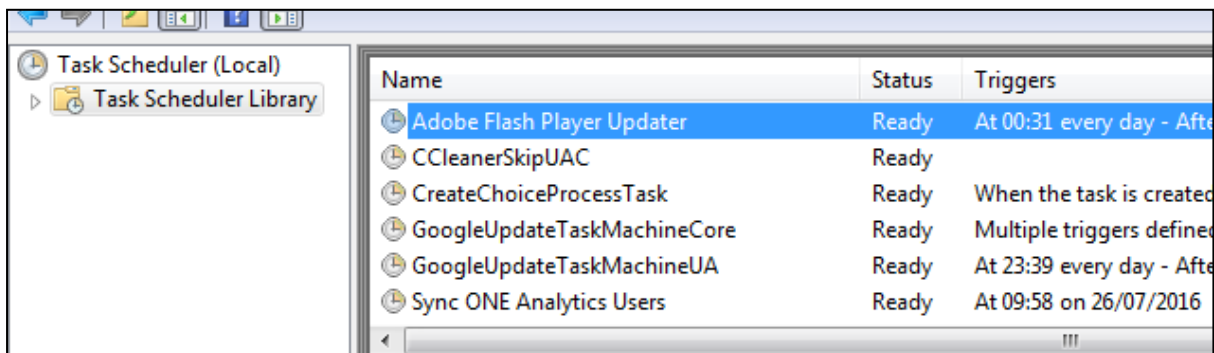 Task Scheduler (Local)
Task Scheduler Library
Name Status Triggers
Adobe Flash Player Updater Ready At 00:31 every day - Afte
CCleanerSkipUAC Ready
CreateChoiceProcessTask Ready When the task is created
GoogleUpdateTaskMachineCore Ready Multiple triggers defined
GoogleUpdateTaskMachineUA Ready At 23:39 every day - Afte
Sync ONE Analytics Users Ready At 09:58 on 26/07/2016